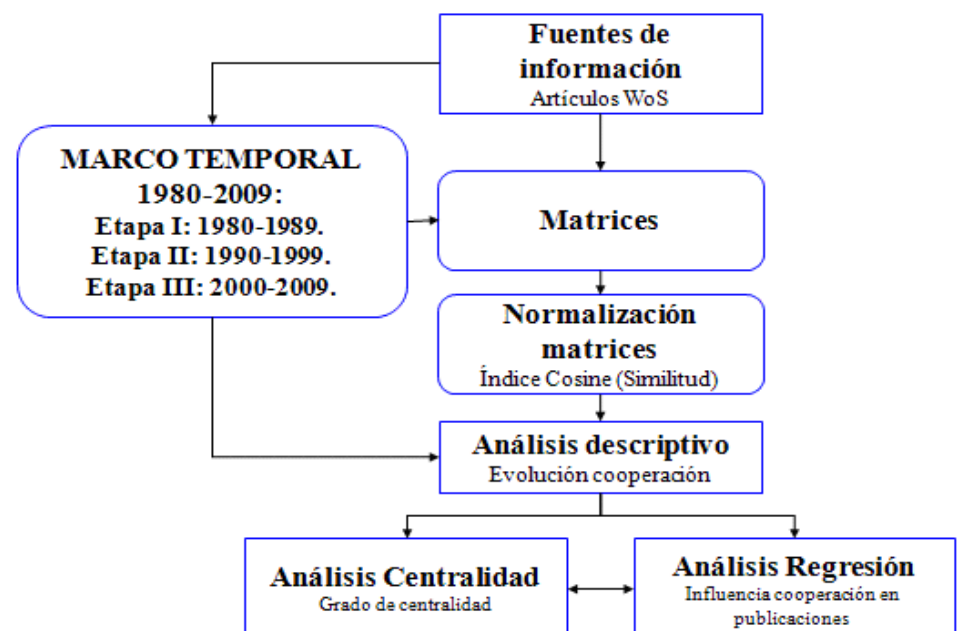 Fuentes de
información
Artículos WoS
MARCO TEMPORAL
1980-2009:
Etapa I: 1980-1989.
Etapa II: 1990-1999.
Etapa III: 2000-2009.
Matrices
Normalización
matrices
Índice Cosine (Similitud)
Análisis descriptivo
Evolución cooperación
Análisis Centralidad
Grado de centralidad
Análisis Regresión
Influencia cooperación en
publicaciones